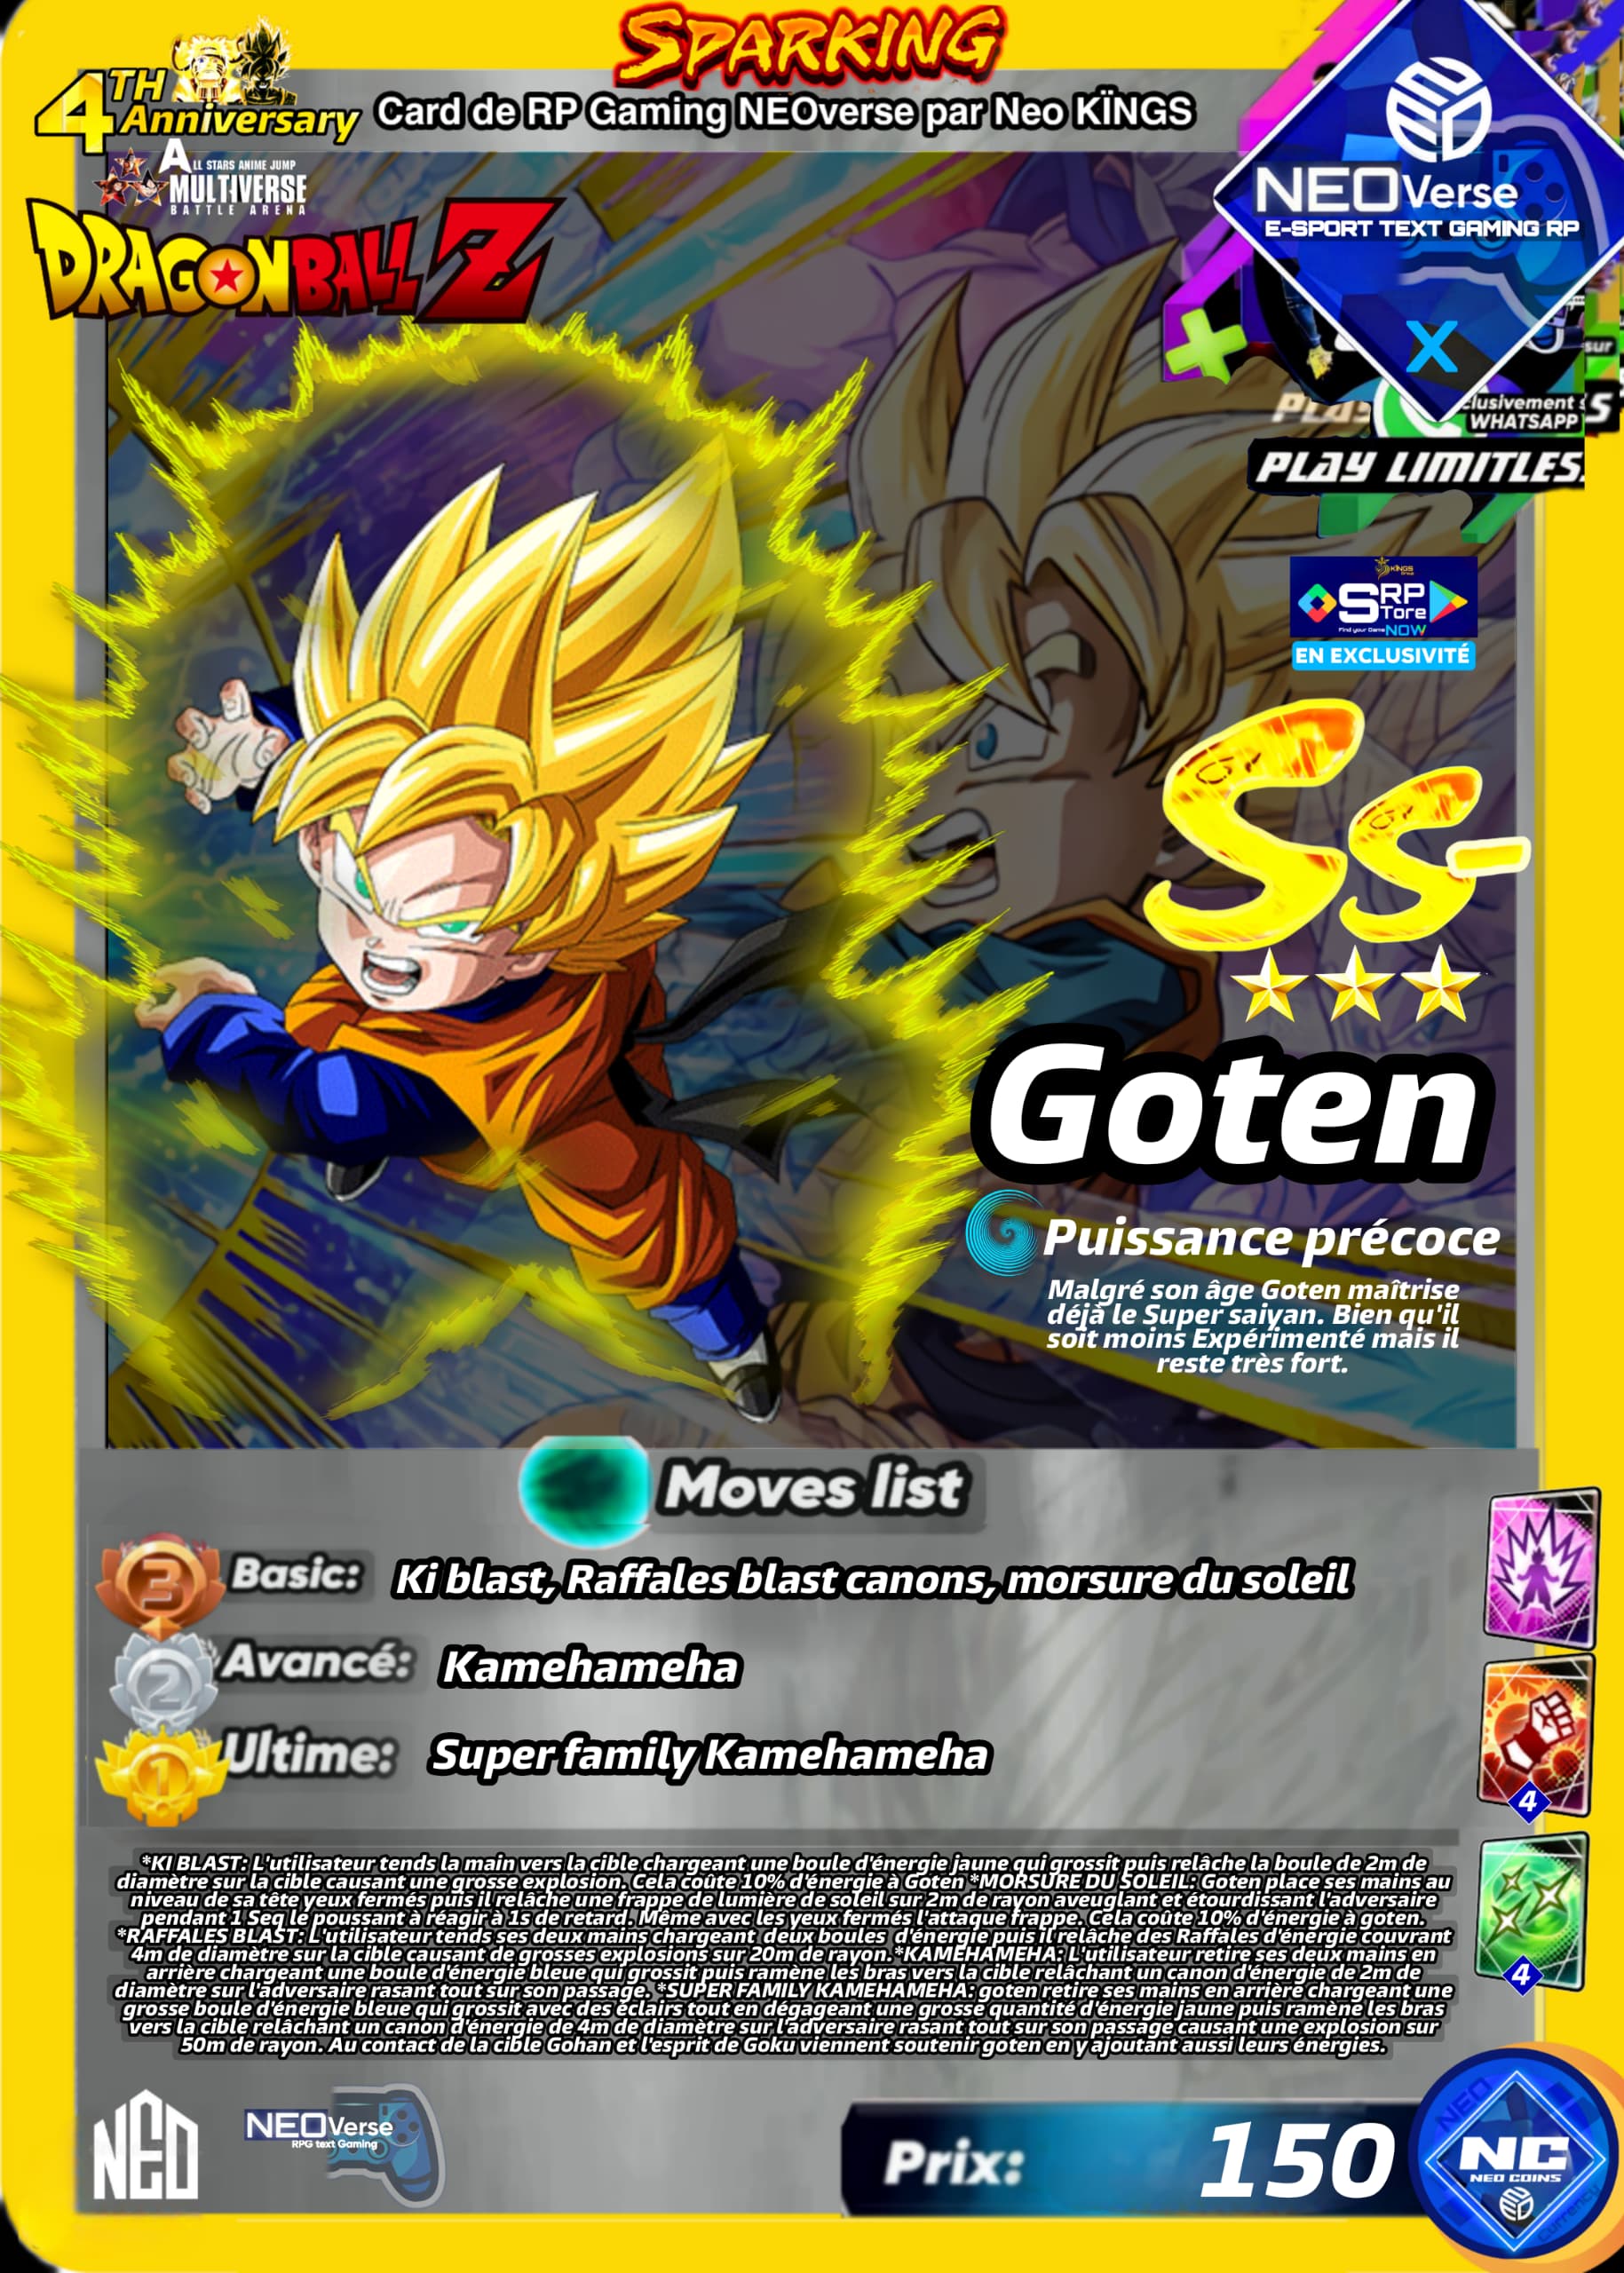 SPARKING
4TH
Anniversary
Card de RP Gaming NEOverse par Neo KÏNGS
ALL STARS ANIME JUMP
MULTIVERSE
BATTLE ARENA
DRAGONBALL Z
NEOVerse
E-SPORT TEXT GAMING RP
X
sur
clusivement
WHATSAPP
PLAY LIMITLES
KINGS
SRP
Tore
Find your Game NOW
EN EXCLUSIVITÉ
Ss-
Goten
Puissance précoce
Malgré son âge Goten maîtrise
déjà le Super saiyan. Bien qu'il
soit moins Expérimenté mais il
reste très fort.
Moves list
3 Basic: Ki blast, Raffales blast canons, morsure du soleil
2 Avancé: Kamehameha
1 Ultime: Super family Kamehameha
4
4
*KI BLAST: L'utilisateur tends la main vers la cible chargeant une boule d'énergie jaune qui grossit puis relâche la boule de 2m de
diamètre sur la cible causant une grosse explosion. Cela coûte 10% d'énergie à Goten *MORSURE DU SOLEIL: Goten place ses mains au
niveau de sa tête yeux fermés puis il relâche une frappe de lumière de soleil sur 2m de rayon aveuglant et étourdissant l'adversaire
pendant 1 Seq le poussant à réagir à 1s de retard. Même avec les yeux fermés l'attaque frappe. Cela coûte 10% d'énergie à goten.
*RAFFALES BLAST: L'utilisateur tends ses deux mains chargeant deux boules d'énergie puis il relâche des Raffales d'énergie couvrant
4m de diamètre sur la cible causant de grosses explosions sur 20m de rayon.*KAMEHAMEHA: L'utilisateur retire ses deux mains en
arrière chargeant une boule d'énergie bleue qui grossit puis ramène les bras vers la cible relâchant un canon d'énergie de 2m de
diamètre sur l'adversaire rasant tout sur son passage. *SUPER FAMILY KAMEHAMEHA: goten retire ses mains en arrière chargeant une
grosse boule d'énergie bleue qui grossit avec des éclairs tout en dégageant une grosse quantité d'énergie jaune puis ramène les bras
vers la cible relâchant un canon d'énergie de 4m de diamètre sur l'adversaire rasant tout sur son passage causant une explosion sur
50m de rayon. Au contact de la cible Gohan et l'esprit de Goku viennent soutenir goten en y ajoutant aussi leurs énergies.
NEO
NEOVerse
RPG text Gaming
Prix: 150
NC
NEO COINS